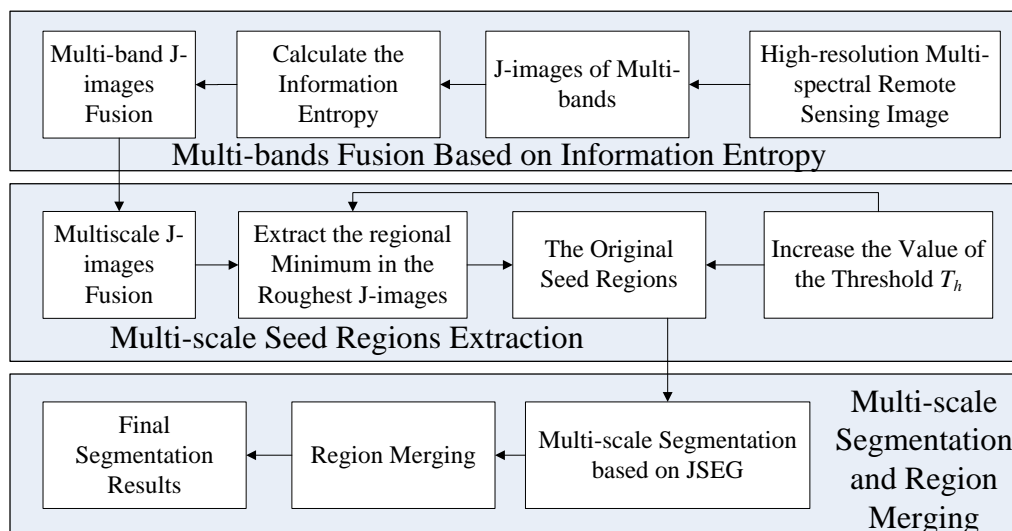 Multi-band J-
images
Fusion
Calculate the
Information
Entropy
J-images of Multi-
bands
High-resolution Multi-
spectral Remote
Sensing Image
Multi-bands Fusion Based on Information Entropy
Multiscale J-
images
Fusion
Extract the regional
Minimum in the
Roughest J-images
The Original
Seed Regions
Increase the Value of
the Threshold Th
Multi-scale Seed Regions Extraction
Final
Segmentation
Results
Region Merging
Multi-scale Segmentation
based on JSEG
Multi-scale
Segmentation
and Region
Merging